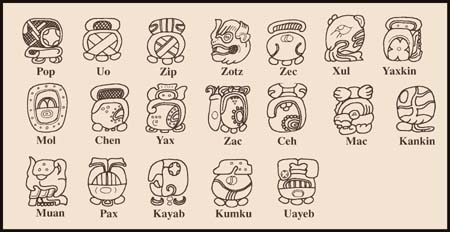 Pop Uo Zip Zotz Zec Xul Yaxkin
Mol Chen Yax Zac Ceh Mac Kankin
Muan Pax Kayab Kumku Uayeb